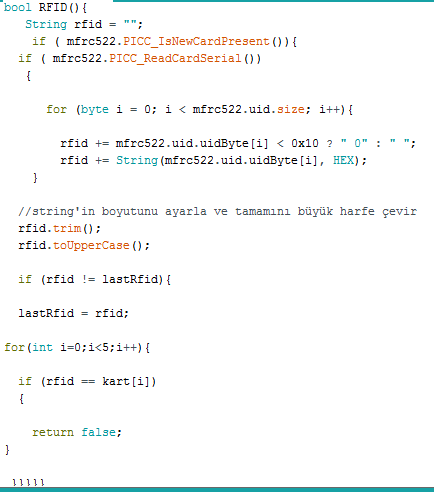 bool RFID(){
String rfid = "";
if ( mfrc522.PICC_IsNewCardPresent()){
if ( mfrc522.PICC_ReadCardSerial())
{
for (byte i = 0; i < mfrc522.uid.size; i++){
rfid += mfrc522.uid.uidByte[i] < 0x10 ? " 0" : " ";
rfid += String(mfrc522.uid.uidByte[i], HEX);
}
//string'in boyutunu ayarla ve tamamını büyük harfe çevir
rfid.trim();
rfid.toUpperCase();
if (rfid != lastRfid){
lastRfid = rfid;
for(int i=0;i<5;i++){
if (rfid == kart[i])
{
return false;
}
}}}}}